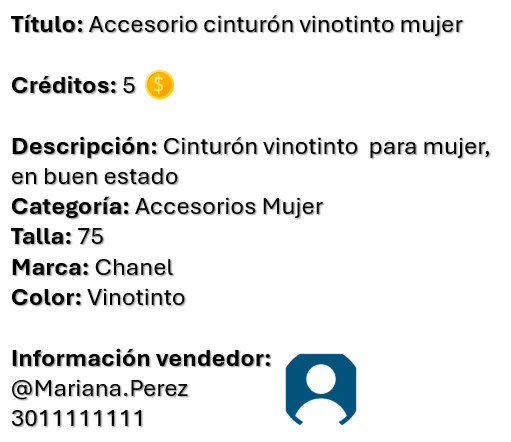 Título: Accesorio cinturón vinotinto mujer
Créditos: 5 $
Descripción: Cinturón vinotinto  para mujer,
en buen estado
Categoría: Accesorios Mujer
Talla: 75
Marca: Chanel
Color: Vinotinto
Información vendedor:
@Mariana.Perez
3011111111